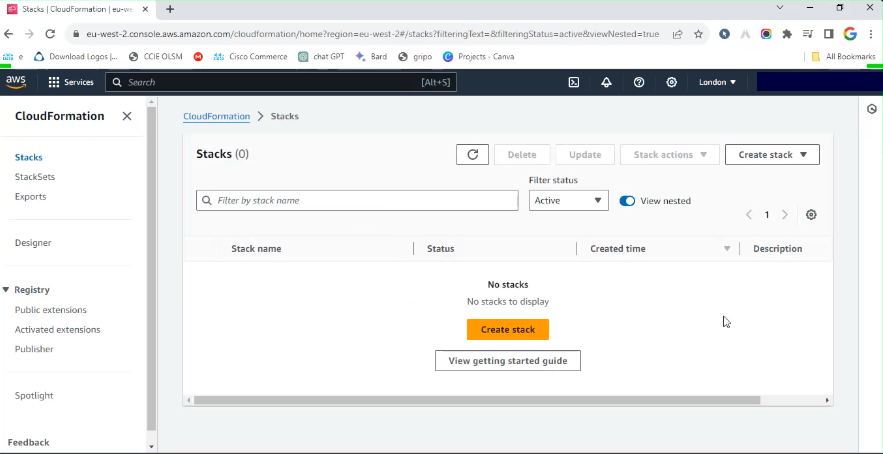 Stacks | CloudFormation | eu-w
eu-west-2.console.aws.amazon.com/cloudformation/home?region=eu-west-2#/stacks?filteringText=&filteringStatus=active&viewNested=true
e Download Logos |... CCIE OLSM Cisco Commerce chat GPT Bard gripo Projects - Canva All Bookmarks
aws Services Search [Alt+S] London
CloudFormation
Stacks
StackSets
Exports
Designer
Registry
Public extensions
Activated extensions
Publisher
Spotlight
Feedback
CloudFormation > Stacks
Stacks (0) Delete Update Stack actions Create stack
Filter status
Filter by stack name Active View nested
1
Stack name Status Created time Description
No stacks
No stacks to display
Create stack
View getting started guide